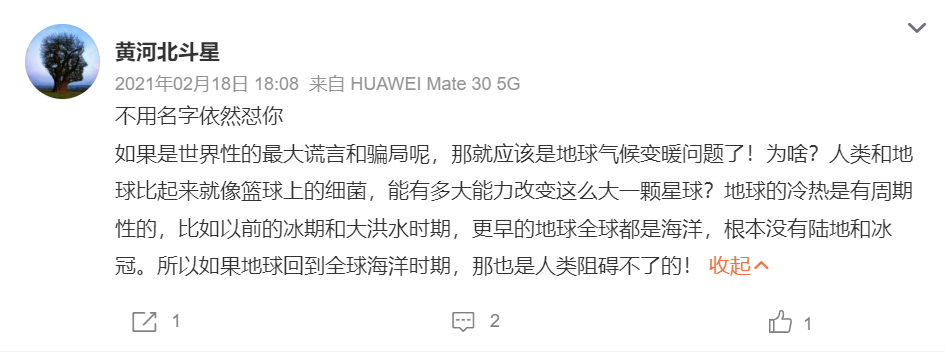 黄河北斗星
2021年02月18日 18:08 来自 HUAWEI Mate 30 5G
不用名字依然怼你
如果是世界性的最大谎言和骗局呢，那就应该是地球气候变暖问题了！为啥？人类和地
球比起来就像篮球上的细菌，能有多大能力改变这么大一颗星球？地球的冷热是有周期
性的，比如以前的冰期和大洪水时期，更早的地球全球都是海洋，根本没有陆地和冰
冠。所以如果地球回到全球海洋时期，那也是人类阻碍不了的！ 收起
1 2 1